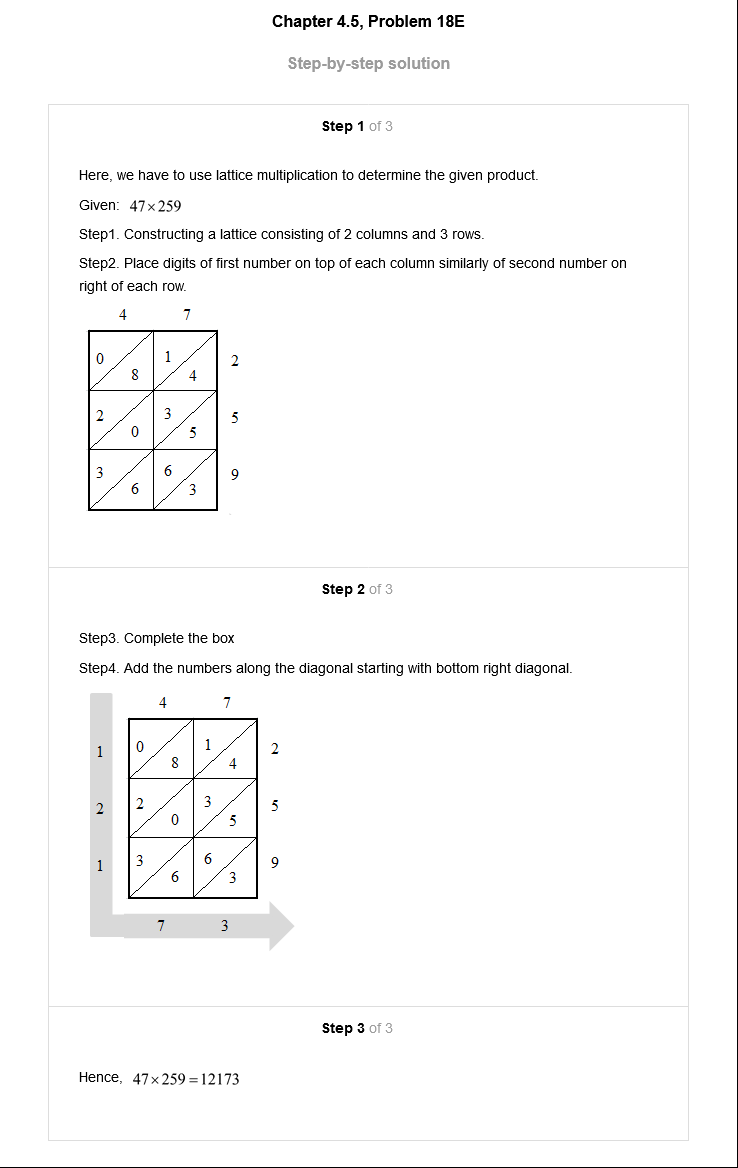 Chapter 4.5, Problem 18E
Step-by-step solution
Step 1 of 3
Here, we have to use lattice multiplication to determine the given product.
Given: 47×259
Step1. Constructing a lattice consisting of 2 columns and 3 rows.
Step2. Place digits of first number on top of each column similarly of second number on
right of each row.
4 7
0 8 1 4 2
2 0 3 5 5
3 6 6 3 9
Step 2 of 3
Step3. Complete the box
Step4. Add the numbers along the diagonal starting with bottom right diagonal.
4 7
1 0 8 1 4 2
2 2 0 3 5 5
1 3 6 6 3 9
7 3
Step 3 of 3
Hence, 47×259=12173